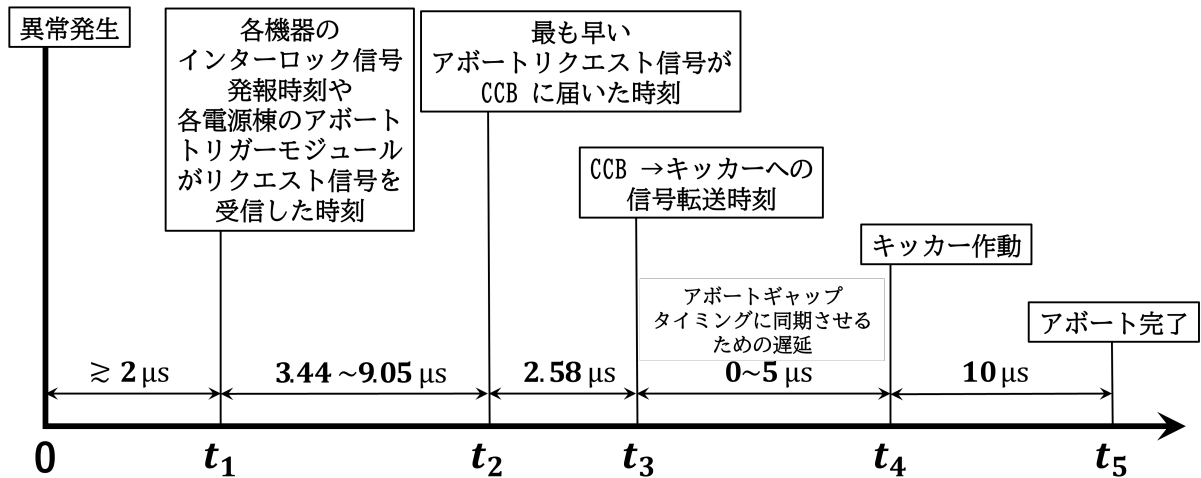 異常発生
各機器の
インターロック信号
発報時刻や
各電源棟のアボート
トリガーモジュール
がリクエスト信号を
受信した時刻
最も早い
アボートリクエスト信号が
CCB に届いた時刻
CCB →キッカーへの
信号転送時刻
キッカー作動
アボートギャップ
タイミングに同期させる
ための遅延
アボート完了
≳ 2 μs
3.44 ~9.05 μs
2.58 μs
0~5 μs
10 μs
0
t₁
t₂
t₃
t₄
t₅